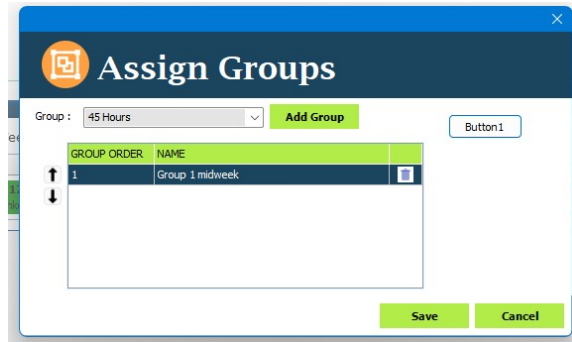 Assign Groups
Group : 45 Hours Add Group Button1
GROUP ORDER NAME
1 Group 1 midweek
Save Cancel